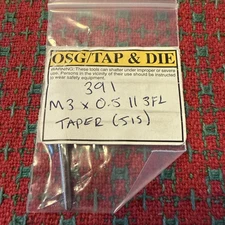 OSG/TAP & DIE
WARNING: These tools can shatter under improper or severe
use. Persons in the vicinity of their use should be instructed
to wear safety equipment.
391
M3 x 0.5 11 3FL
TAPER (JIS)